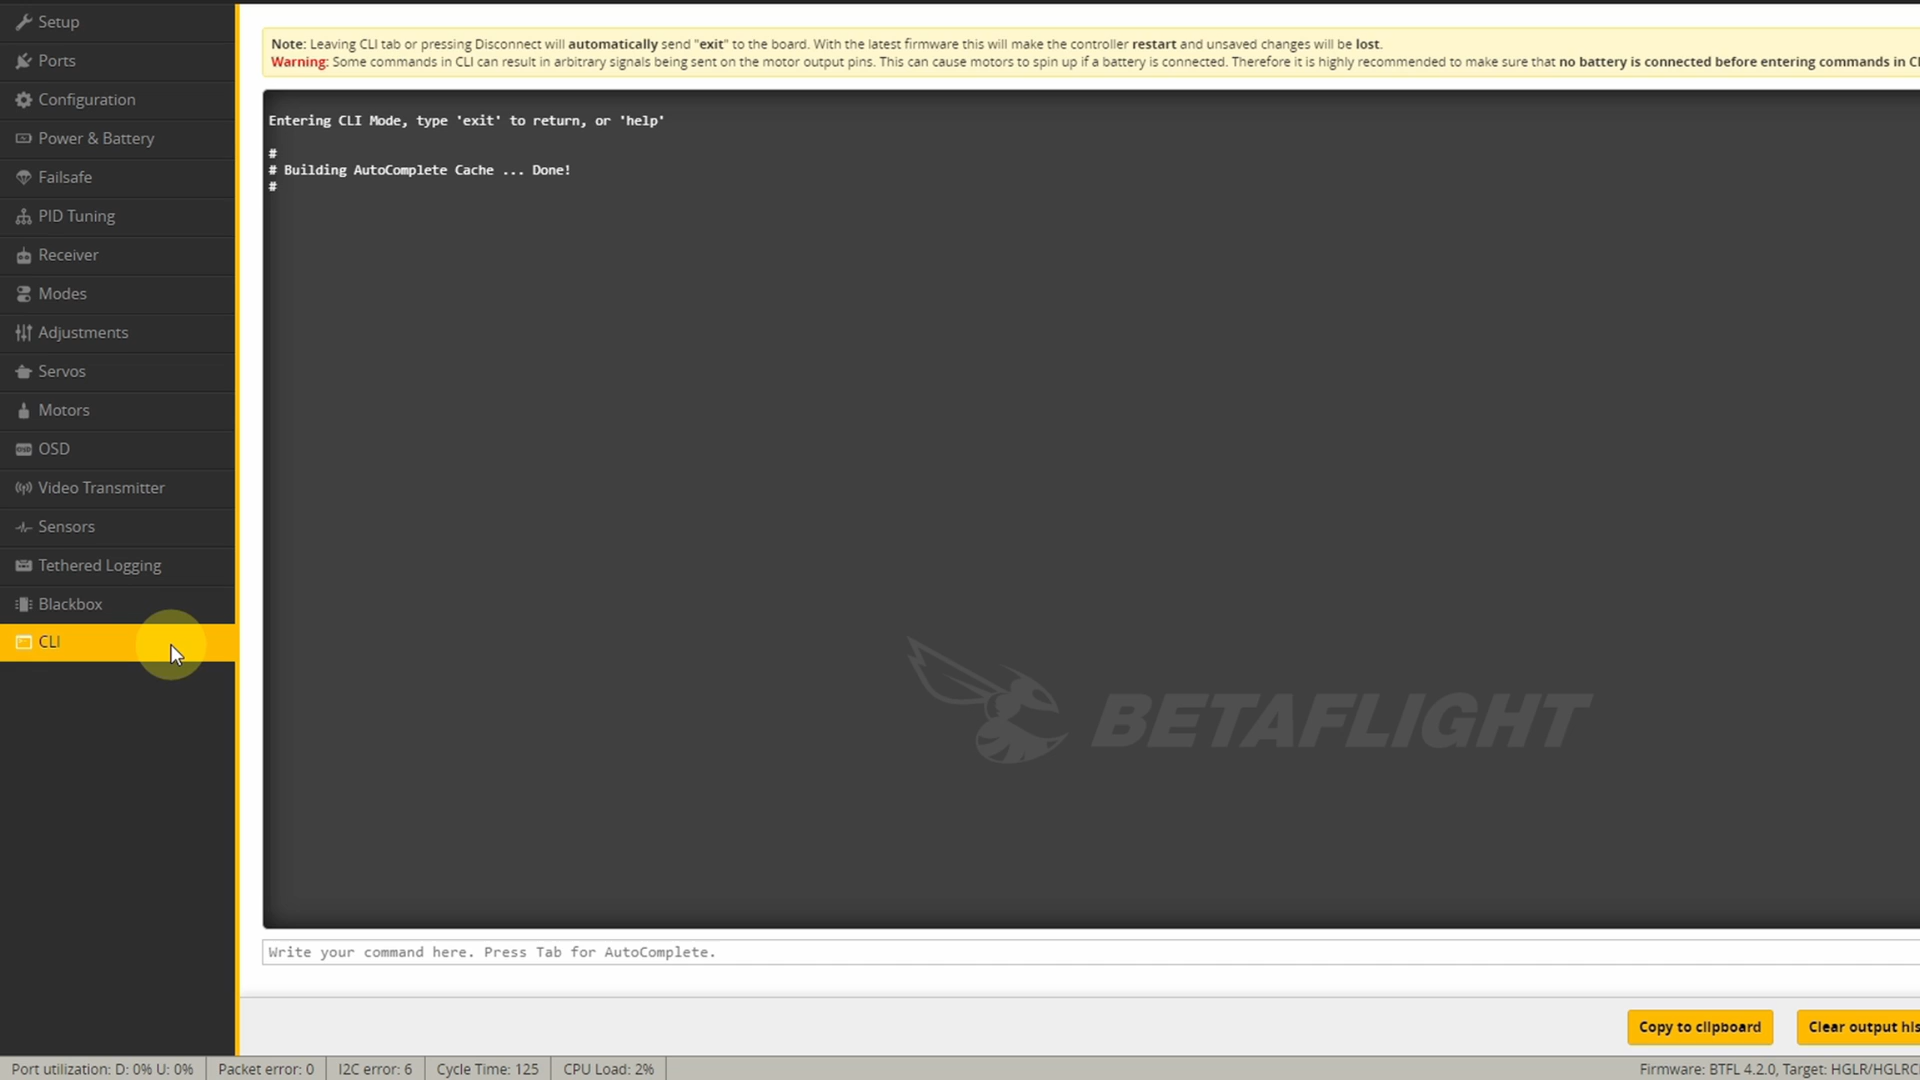 Setup
Ports
Configuration
Power & Battery
Failsafe
PID Tuning
Receiver
Modes
Adjustments
Servos
Motors
OSD
Video Transmitter
Sensors
Tethered Logging
Blackbox
CLI
Note: Leaving CLI tab or pressing Disconnect will automatically send "exit" to the board. With the latest firmware this will make the controller restart and unsaved changes will be lost.
Warning: Some commands in CLI can result in arbitrary signals being sent on the motor output pins. This can cause motors to spin up if a battery is connected. Therefore it is highly recommended to make sure that no battery is connected before entering commands in CL
Entering CLI Mode, type 'exit' to return, or 'help'
#
# Building AutoComplete Cache ... Done!
#
BETAFLIGHT
Write your command here. Press Tab for AutoComplete.
Copy to clipboard
Clear output his
Port utilization: D: 0% U: 0% Packet error: 0 I2C error: 6 Cycle Time: 125 CPU Load: 2% Firmware: BTFL 4.2.0, Target: HGLR/HGLRC